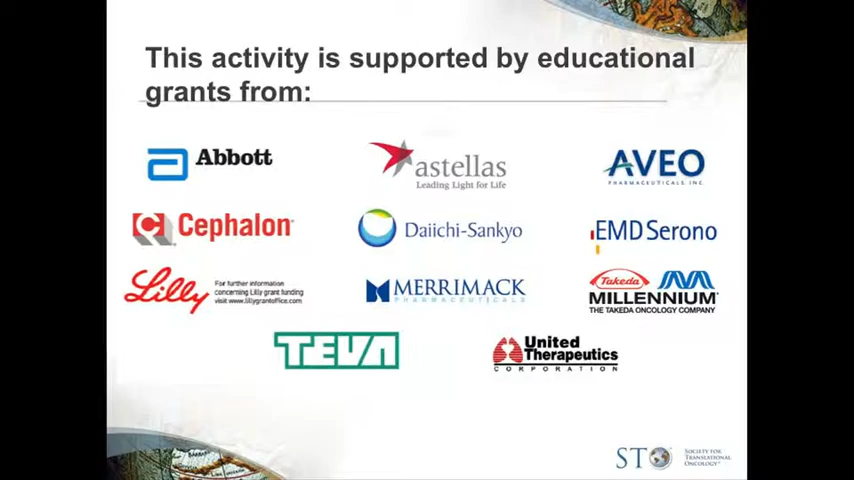 This activity is supported by educational
grants from:
Abbott
astellas
Leading Light for Life
AVEO
PHARMACEUTICALS, INC.
Cephalon®
Daiichi-Sankyo
EMD Serono
Lilly
For further information
concerning Lilly grant funding
visit www.lillygrantoffice.com
MERRIMACK
PHARMACEUTICALS
Takeda
MILLENNIUM®
THE TAKEDA ONCOLOGY COMPANY
TEVA
United
Therapeutics
CORPORATION
STO
SOCIETY FOR
TRANSLATIONAL
ONCOLOGY